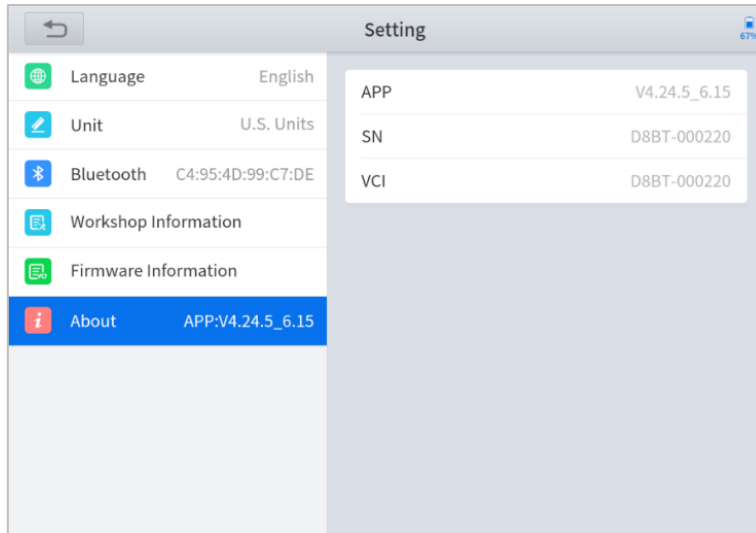 Setting
67%
Language English
Unit U.S. Units
Bluetooth C4:95:4D:99:C7:DE
Workshop Information
Firmware Information
About APP:V4.24.5_6.15
APP V4.24.5_6.15
SN D8BT-000220
VCI D8BT-000220